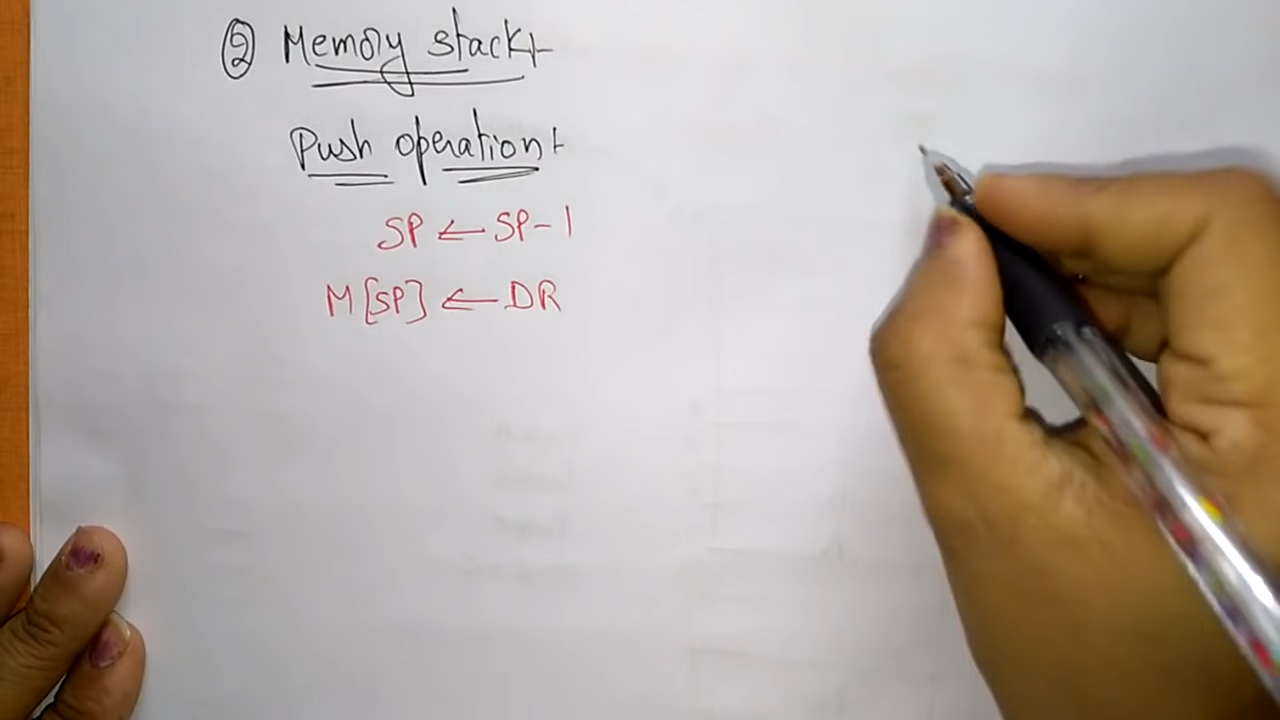 ② Memory stack :-
Push operation :-
SP ← SP-1
M[SP] ← DR